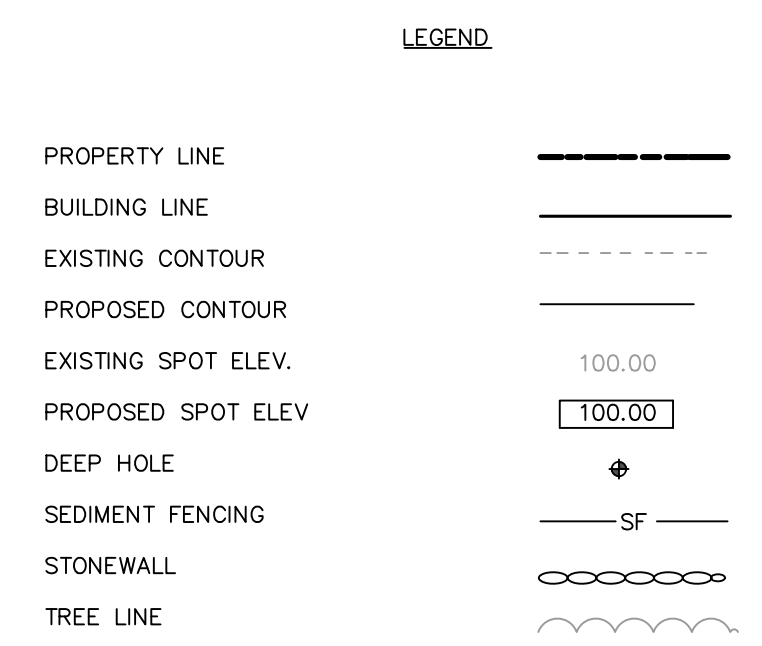 LEGEND
PROPERTY LINE
BUILDING LINE
EXISTING CONTOUR
PROPOSED CONTOUR
EXISTING SPOT ELEV. 100.00
PROPOSED SPOT ELEV 100.00
DEEP HOLE
SEDIMENT FENCING SF
STONEWALL
TREE LINE